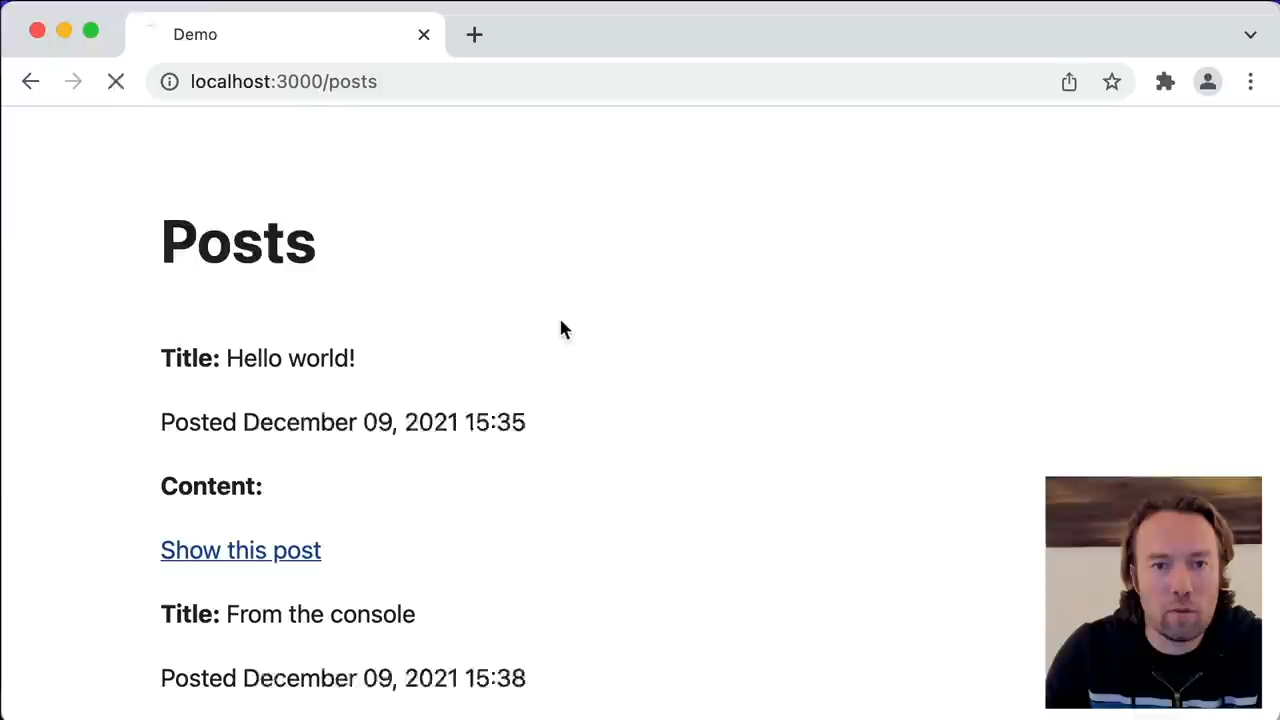 Demo
localhost:3000/posts
Posts
Title: Hello world!
Posted December 09, 2021 15:35
Content:
Show this post
Title: From the console
Posted December 09, 2021 15:38